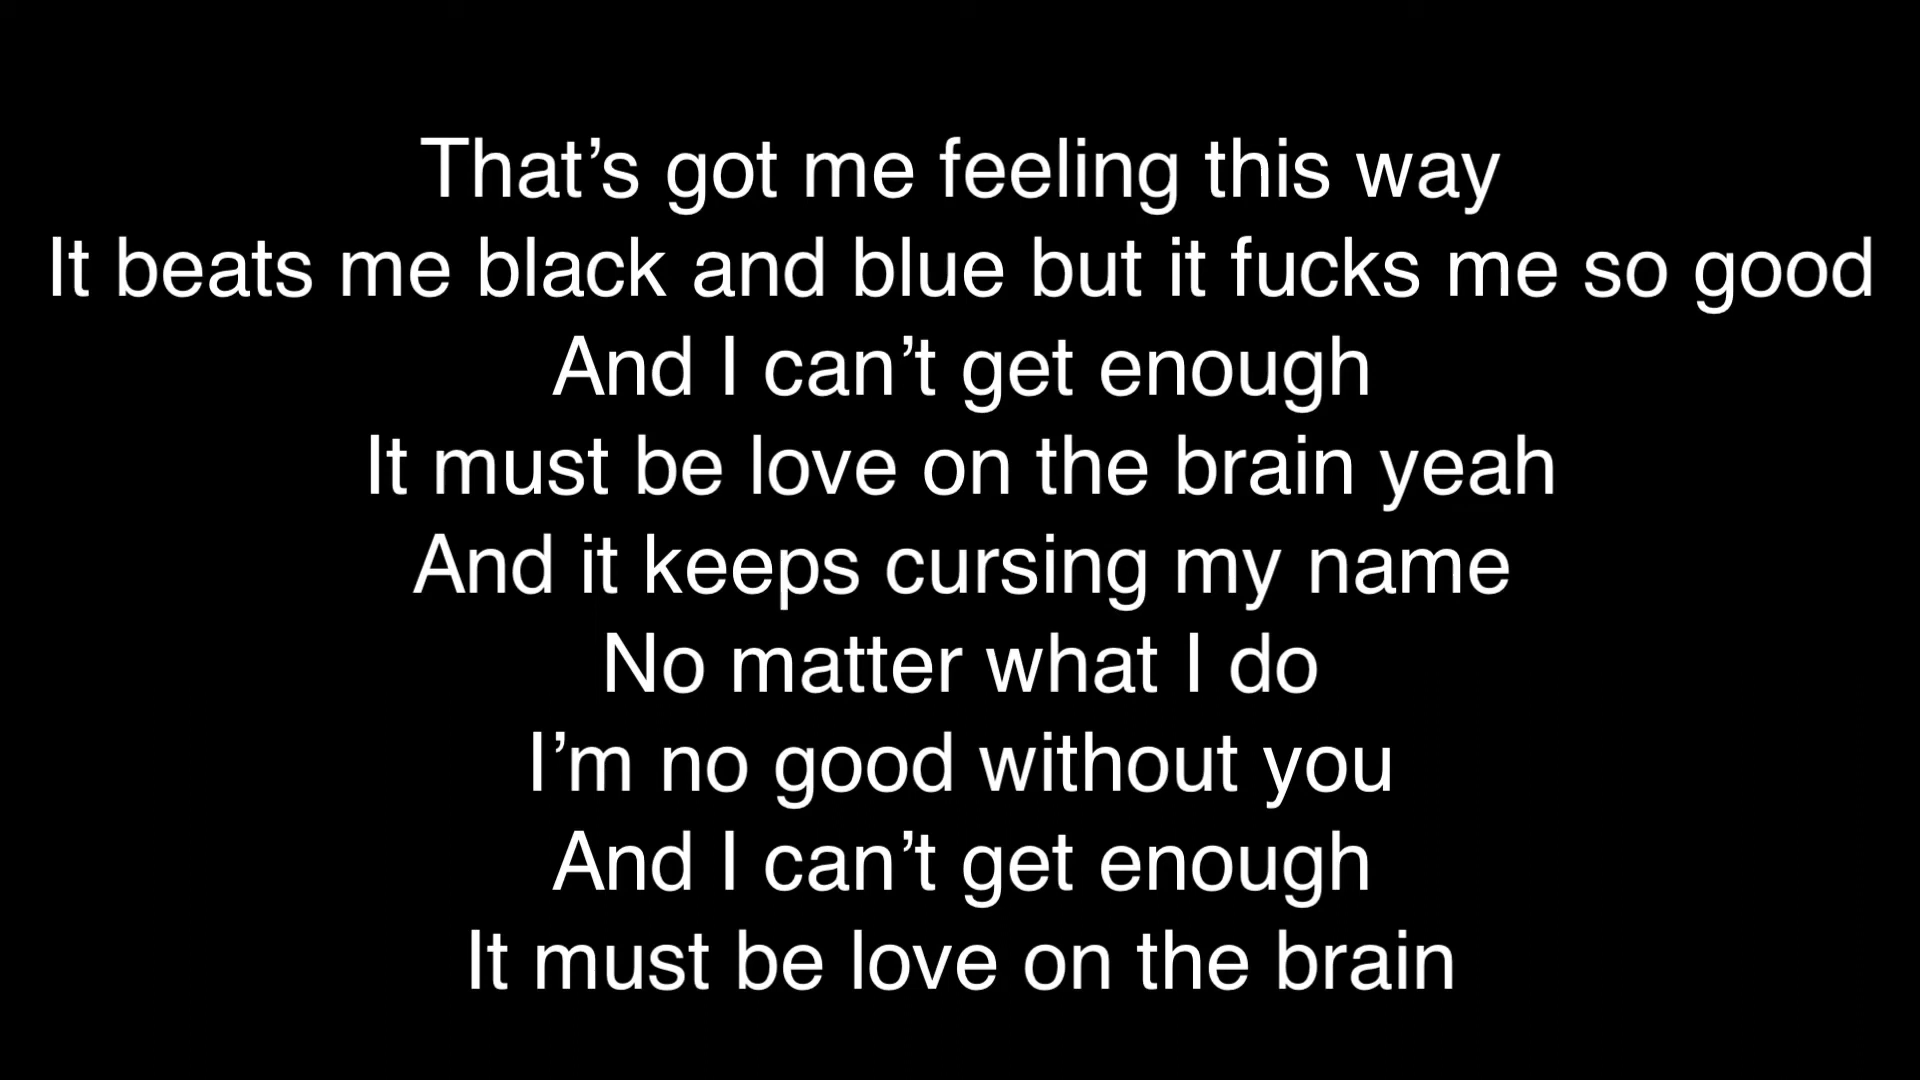 That’s got me feeling this way
It beats me black and blue but it fucks me so good
And I can’t get enough
It must be love on the brain yeah
And it keeps cursing my name
No matter what I do
I’m no good without you
And I can’t get enough
It must be love on the brain